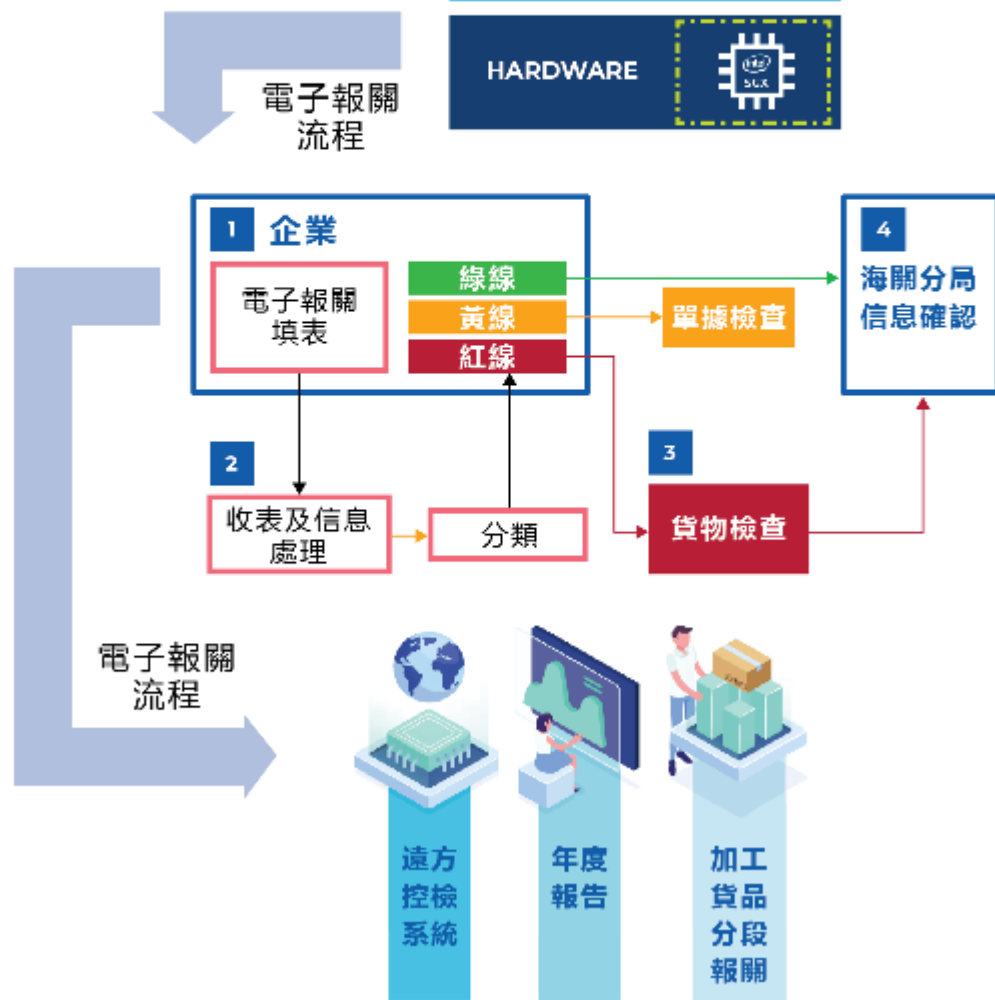 HARDWARE
intel
SGX
電子報關
流程
1
企業
電子報關
填表
綠線
黃線
紅線
單據檢查
4
海關分局
信息確認
2
收表及信息
處理
分類
3
貨物檢查
電子報關
流程
遠方
控檢
系統
年度
報告
加工
貨品
分段
報關